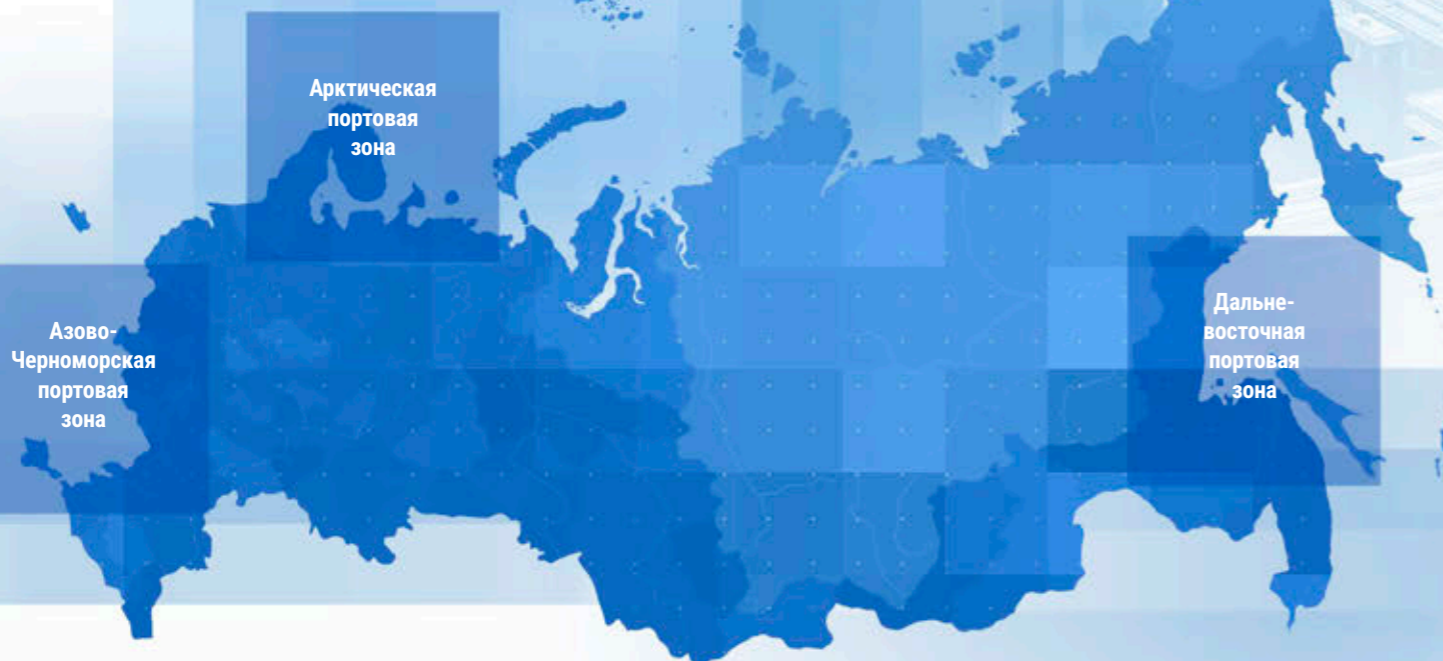 Арктическая
портовая
зона
Азово-
Черноморская
портовая
зона
Дальне-
восточная
портовая
зона